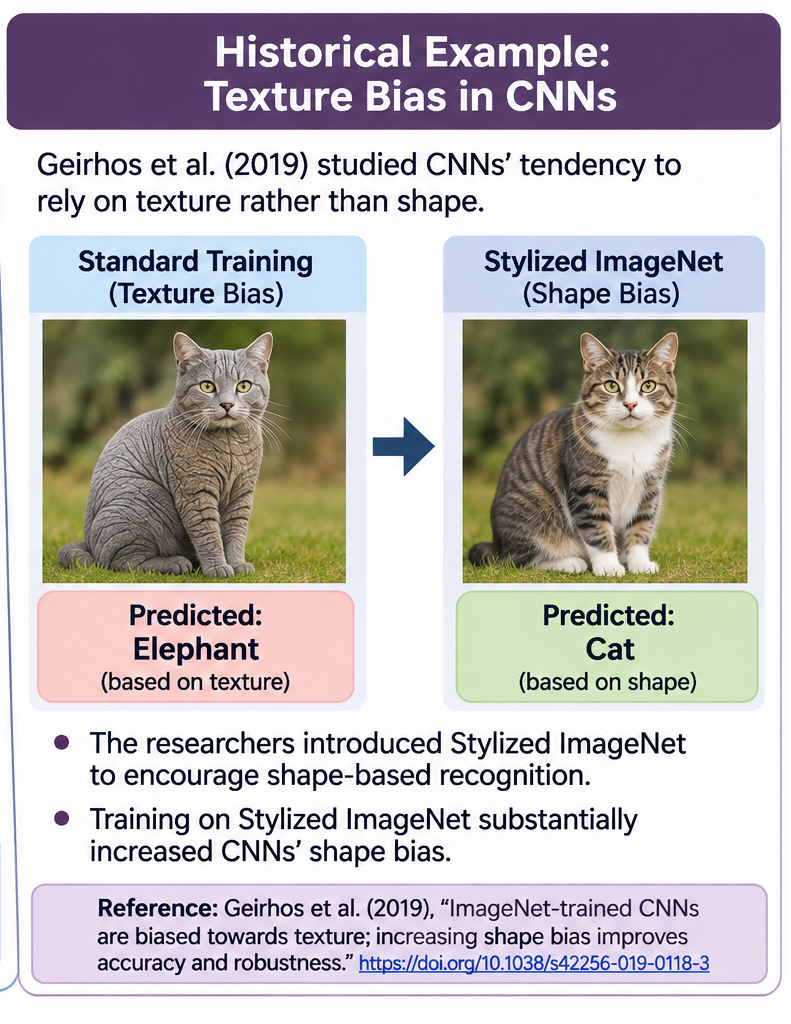 Historical Example:
Texture Bias in CNNs
Geirhos et al. (2019) studied CNNs’ tendency to
rely on texture rather than shape.
Standard Training
(Texture Bias)
Stylized ImageNet
(Shape Bias)
Predicted:
Elephant
(based on texture)
Predicted:
Cat
(based on shape)
● The researchers introduced Stylized ImageNet
to encourage shape-based recognition.
● Training on Stylized ImageNet substantially
increased CNNs’ shape bias.
Reference: Geirhos et al. (2019), “ImageNet-trained CNNs
are biased towards texture; increasing shape bias improves
accuracy and robustness.” https://doi.org/10.1038/s42256-019-0118-3